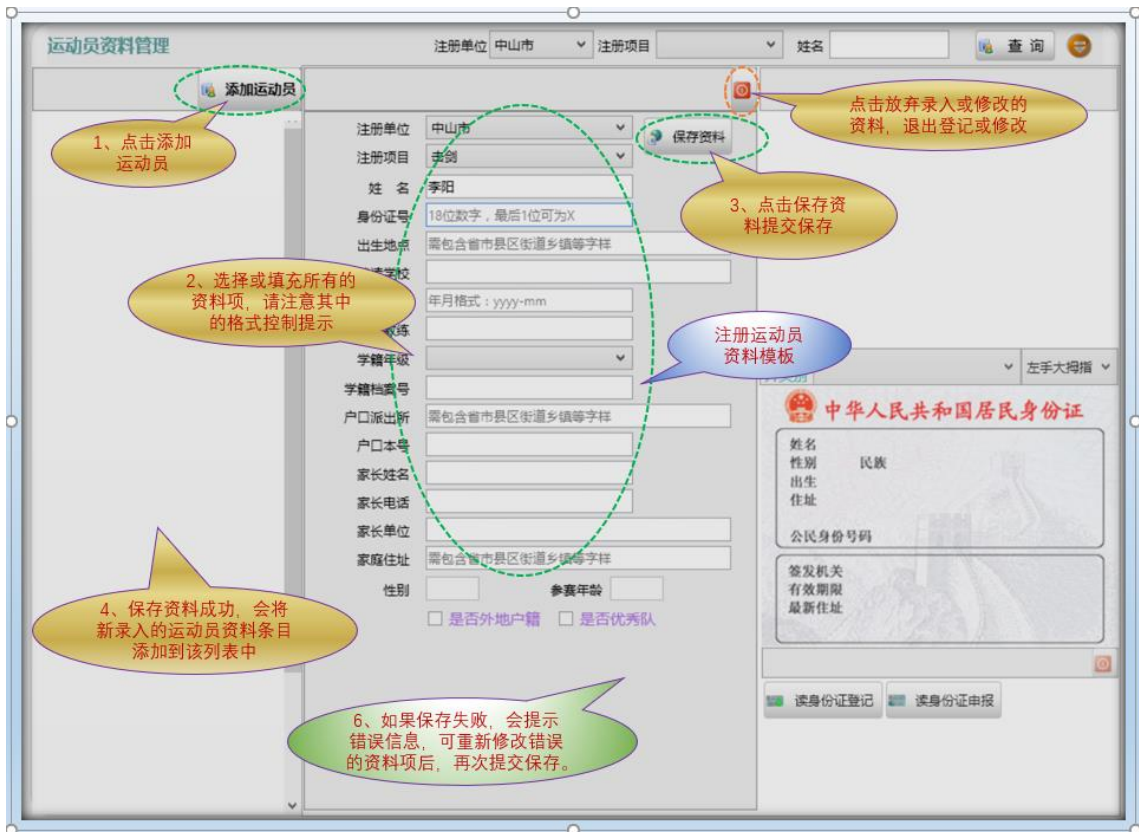 运动员资料管理
注册单位 中山市 注册项目 姓名 查 询
添加运动员
点击放弃录入或修改的
资料，退出登记或修改
1、点击添加
运动员
注册单位 中山市
保存资料
注册项目 击剑
姓 名 李阳
3、点击保存资
料提交保存
身份证号 18位数字，最后1位可为X
出生地点 需包含省市县区街道乡镇等字样
学校
2、选择或填充所有的
资料项，请注意其中
的格式控制提示
年月格式：yyyy-mm
教练
注册运动员
资料模板
学籍年级
左手大拇指
学籍档案号
中华人民共和国居民身份证
户口派出所 需包含省市县区街道乡镇等字样
户口本号
家长姓名
家长电话
家长单位
家庭住址 需包含省市县区街道乡镇等字样
性别 参赛年龄
是否外地户籍 是否优秀队
姓名
性别 民族
出生
住址
公民身份号码
签发机关
有效期限
最新住址
4、保存资料成功，会将
新录入的运动员资料条目
添加到该列表中
读身份证登记 读身份证申报
6、如果保存失败，会提示
错误信息，可重新修改错误
的资料项后，再次提交保存。